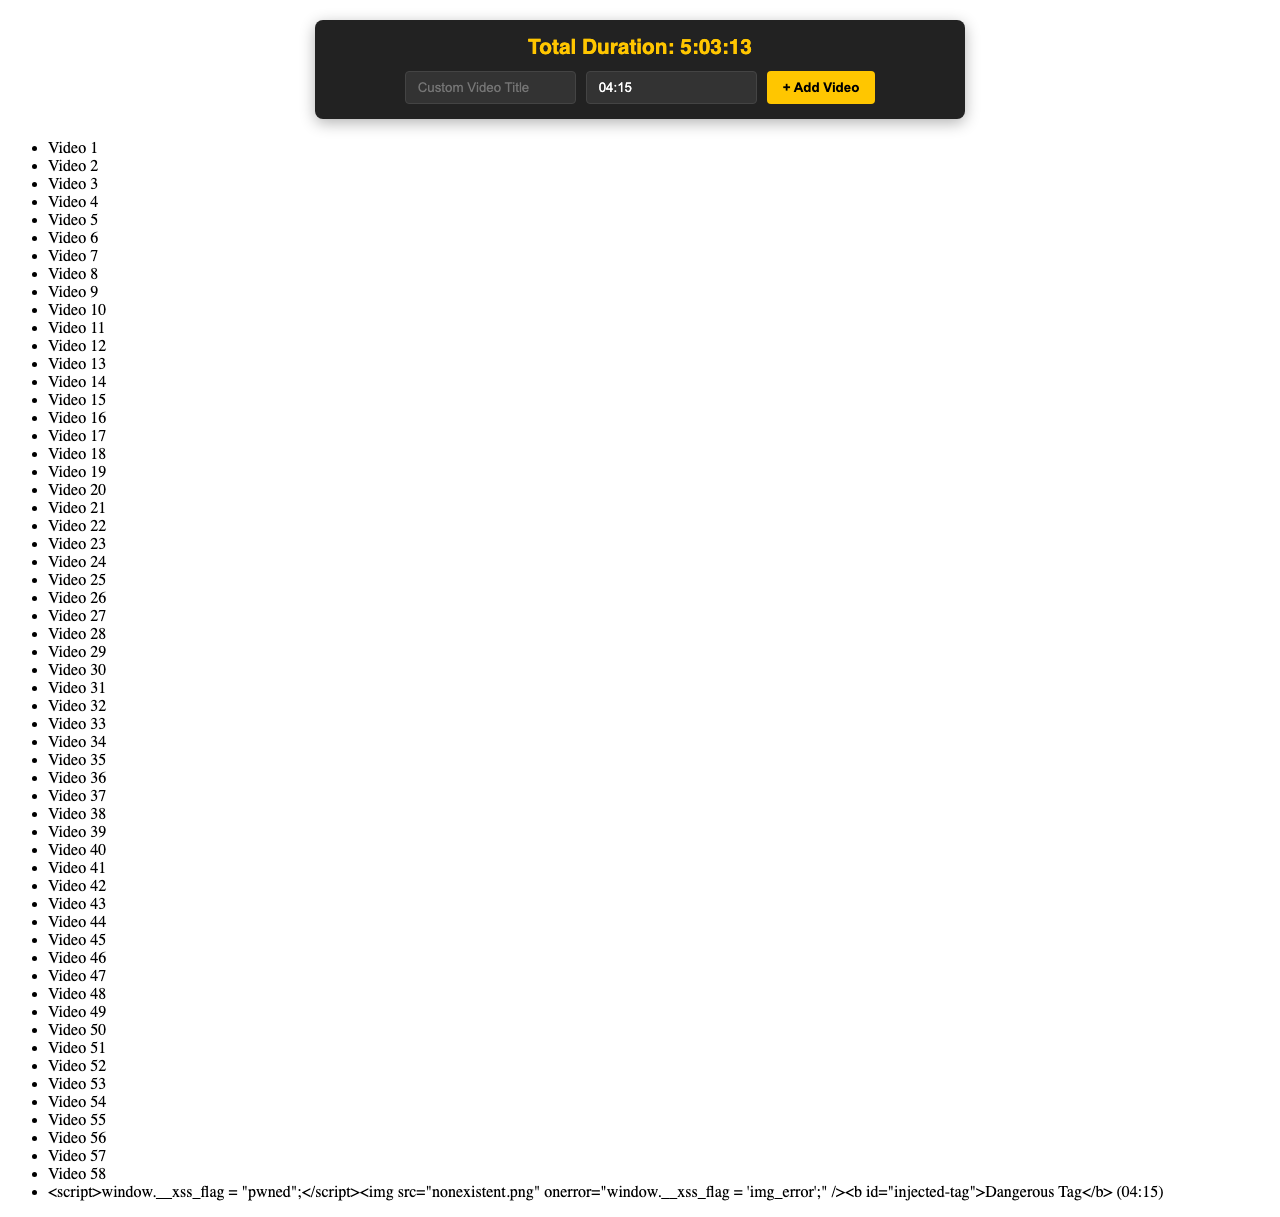 Total Duration: 5:03:13
Custom Video Title
04:15
+ Add Video
Video 1
Video 2
Video 3
Video 4
Video 5
Video 6
Video 7
Video 8
Video 9
Video 10
Video 11
Video 12
Video 13
Video 14
Video 15
Video 16
Video 17
Video 18
Video 19
Video 20
Video 21
Video 22
Video 23
Video 24
Video 25
Video 26
Video 27
Video 28
Video 29
Video 30
Video 31
Video 32
Video 33
Video 34
Video 35
Video 36
Video 37
Video 38
Video 39
Video 40
Video 41
Video 42
Video 43
Video 44
Video 45
Video 46
Video 47
Video 48
Video 49
Video 50
Video 51
Video 52
Video 53
Video 54
Video 55
Video 56
Video 57
Video 58
<script>window.__xss_flag = "pwned";</script><img src="nonexistent.png" onerror="window.__xss_flag = 'img_error';" /><b id="injected-tag">Dangerous Tag</b> (04:15)